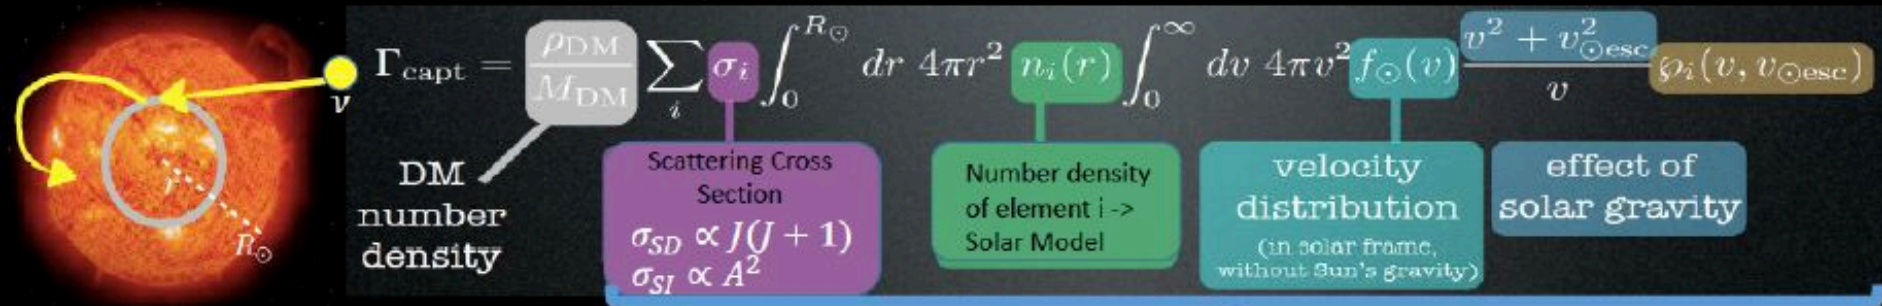 ν
r
R⊙
Γcapt = ρDM/MDM ∑i σi ∫0^R⊙ dr 4πr² ni(r) ∫0^∞ dv 4πv² f⊙(v) (v² + v²⊙esc)/v ℘i(v, v⊙esc)
DM
number
density
Scattering Cross
Section
σSD ∝ J(J + 1)
σSI ∝ A²
Number density
of element i ->
Solar Model
velocity
distribution
(in solar frame,
without Sun's gravity)
effect of
solar gravity